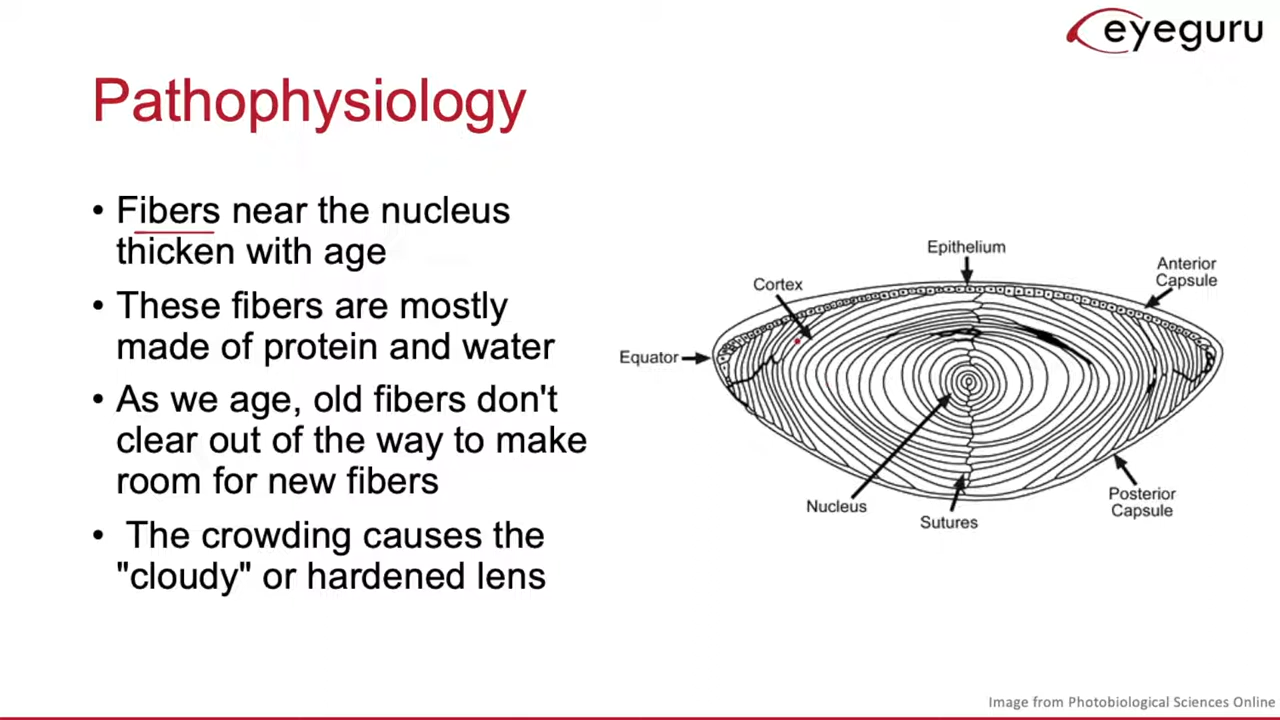 eyeguru
Pathophysiology
• Fibers near the nucleus
thicken with age
• These fibers are mostly
made of protein and water
• As we age, old fibers don't
clear out of the way to make
room for new fibers
• The crowding causes the
"cloudy" or hardened lens
Epithelium
Cortex
Anterior
Capsule
Equator
Nucleus
Sutures
Posterior
Capsule
Image from Photobiological Sciences Online